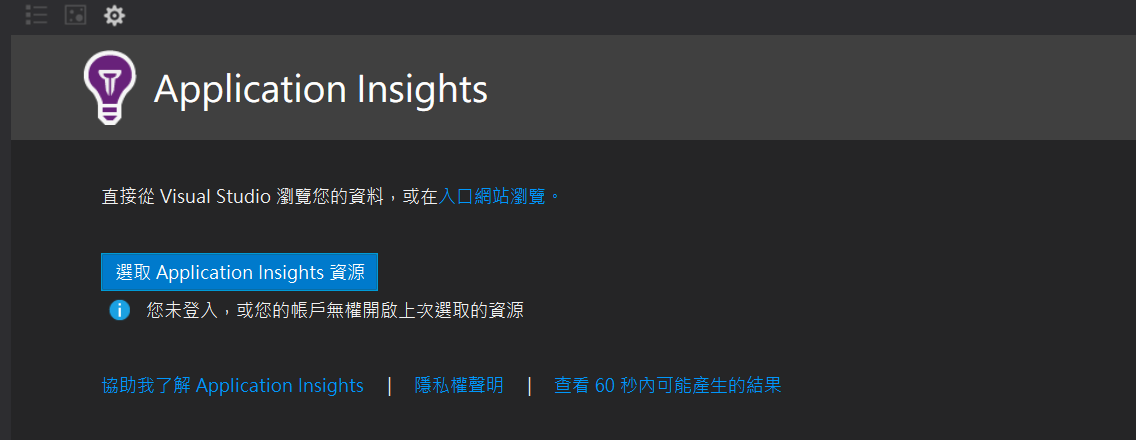 Application Insights
直接從 Visual Studio 瀏覽您的資料，或在入口網站瀏覽。
選取 Application Insights 資源
您未登入，或您的帳戶無權開啟上次選取的資源
協助我了解 Application Insights | 隱私權聲明 | 查看 60 秒內可能產生的結果